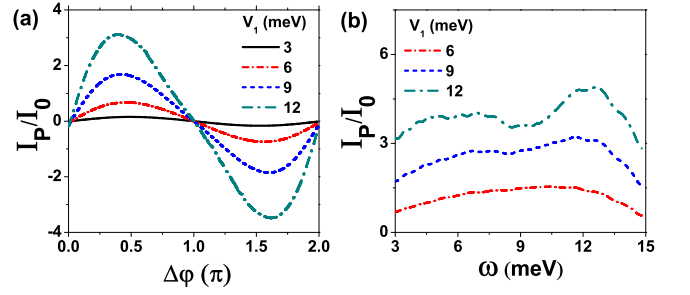 (a)
V1 (meV)
3
6
9
12
4
2
0
-2
-4
IP/I0
0.0 0.5 1.0 1.5 2.0
Δφ (π)
(b)
V1 (meV)
6
9
12
6
3
0
IP/I0
3 6 9 12 15
ω (meV)